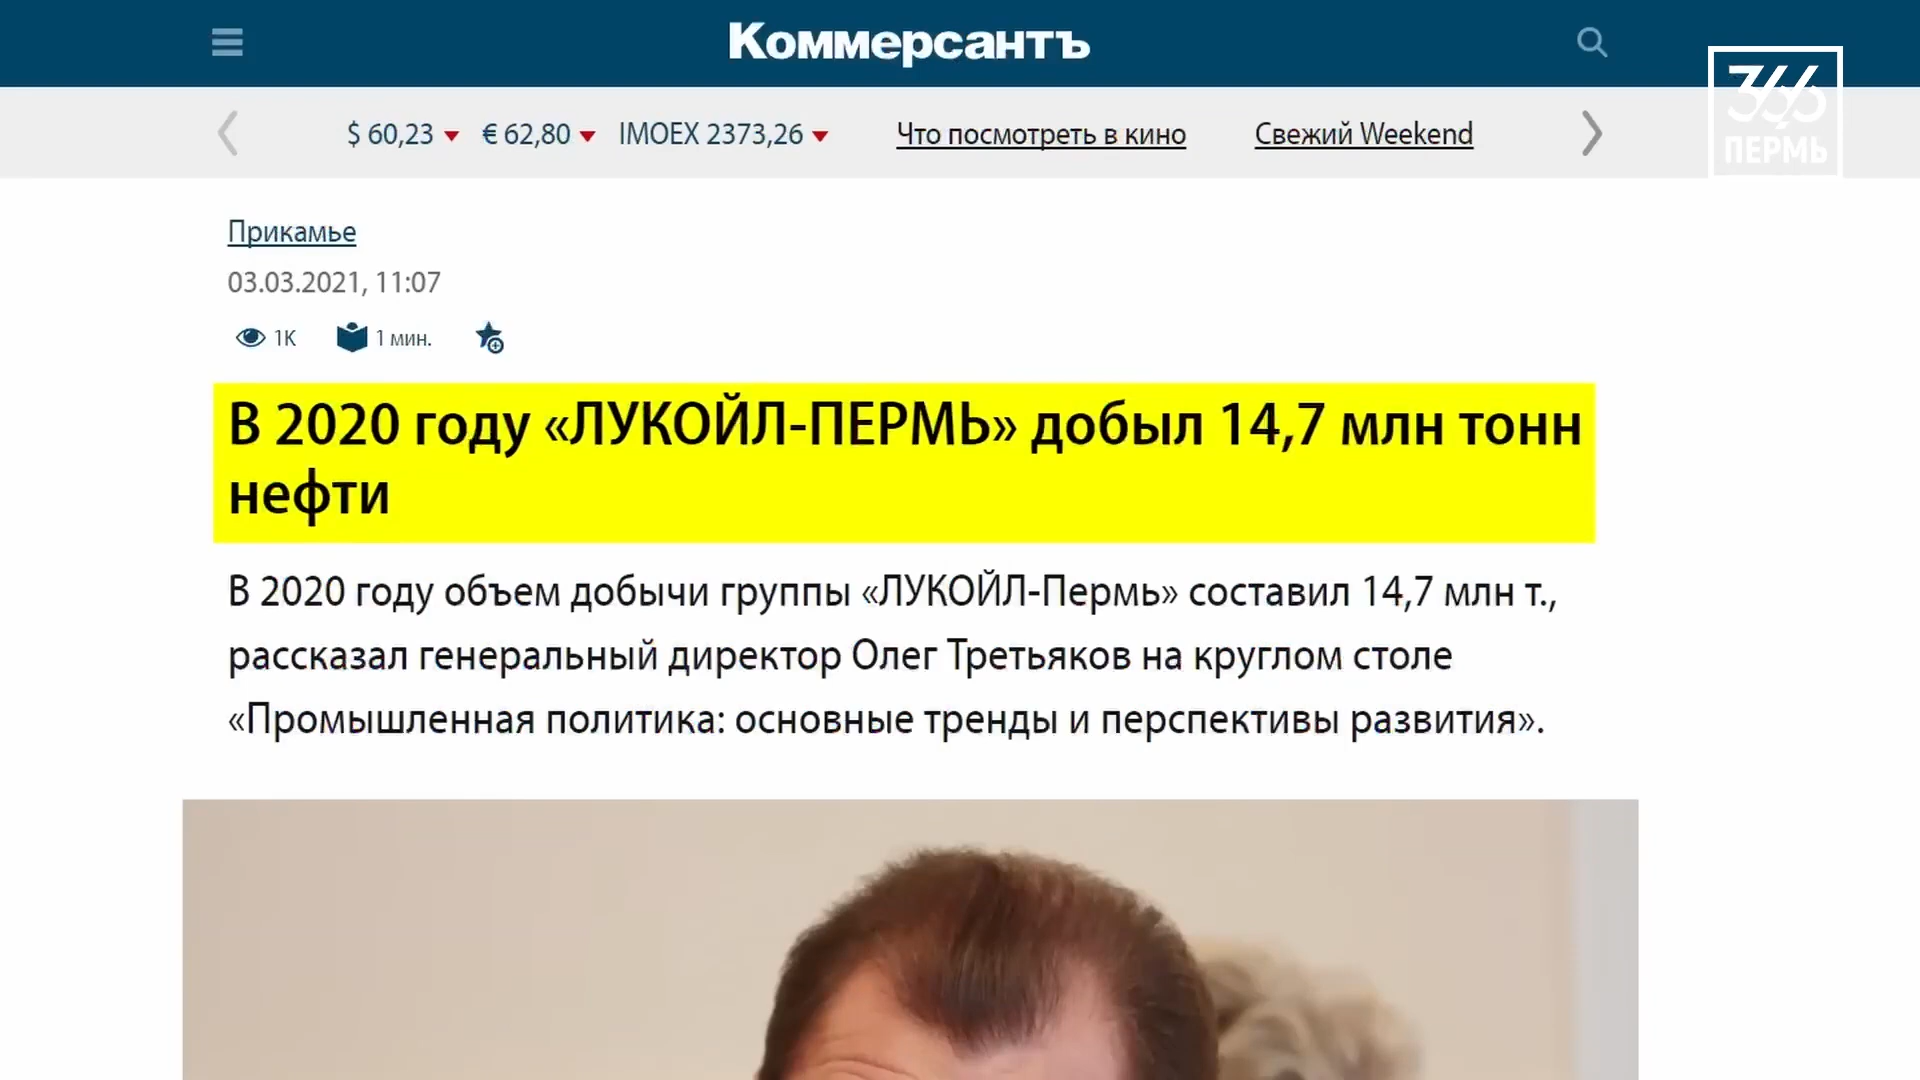 Коммерсантъ
366
ПЕРМЬ
$ 60,23 € 62,80 IMOEX 2373,26 Что посмотреть в кино Свежий Weekend
Прикамье
03.03.2021, 11:07
1K 1 мин.
В 2020 году «ЛУКОЙЛ-ПЕРМЬ» добыл 14,7 млн тонн
нефти
В 2020 году объем добычи группы «ЛУКОЙЛ-Пермь» составил 14,7 млн т.,
рассказал генеральный директор Олег Третьяков на круглом столе
«Промышленная политика: основные тренды и перспективы развития».